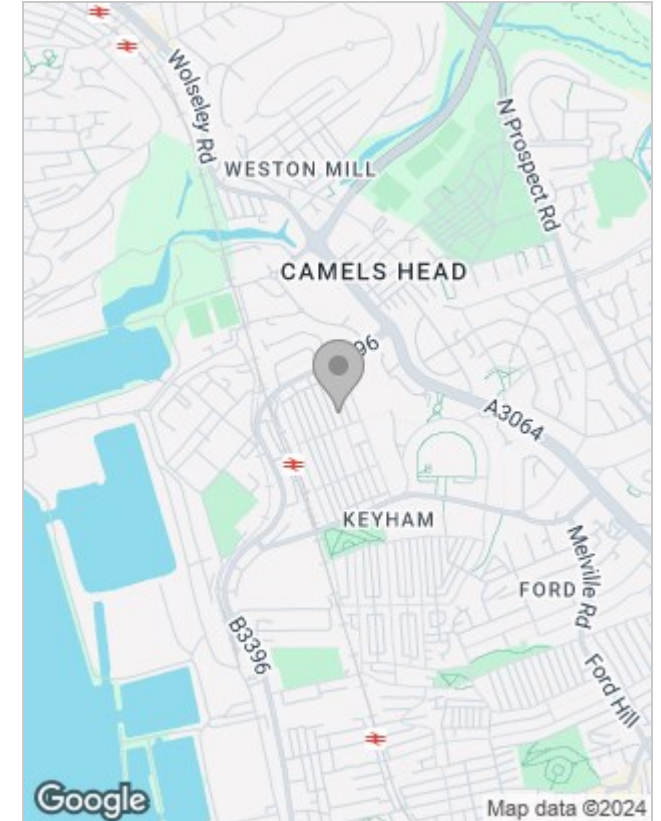 Wolseley Rd
N Prospect Rd
WESTON MILL
CAMELS HEAD
96
A3064
KEYHAM
Melville Rd
FORD
B3396
Ford Hill
Google
Map data ©2024